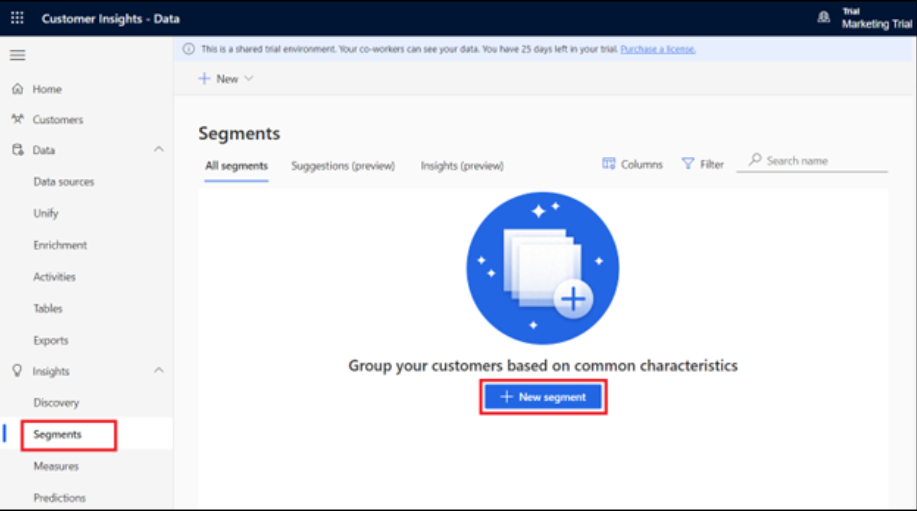 Customer Insights - Data
Trial
Marketing Trial
This is a shared trial environment. Your co-workers can see your data. You have 25 days left in your trial. Purchase a license.
New
Home
Customers
Data
Data sources
Unify
Enrichment
Activities
Tables
Exports
Insights
Discovery
Segments
Measures
Predictions
Segments
All segments Suggestions (preview) Insights (preview) Columns Filter Search name
Group your customers based on common characteristics
New segment